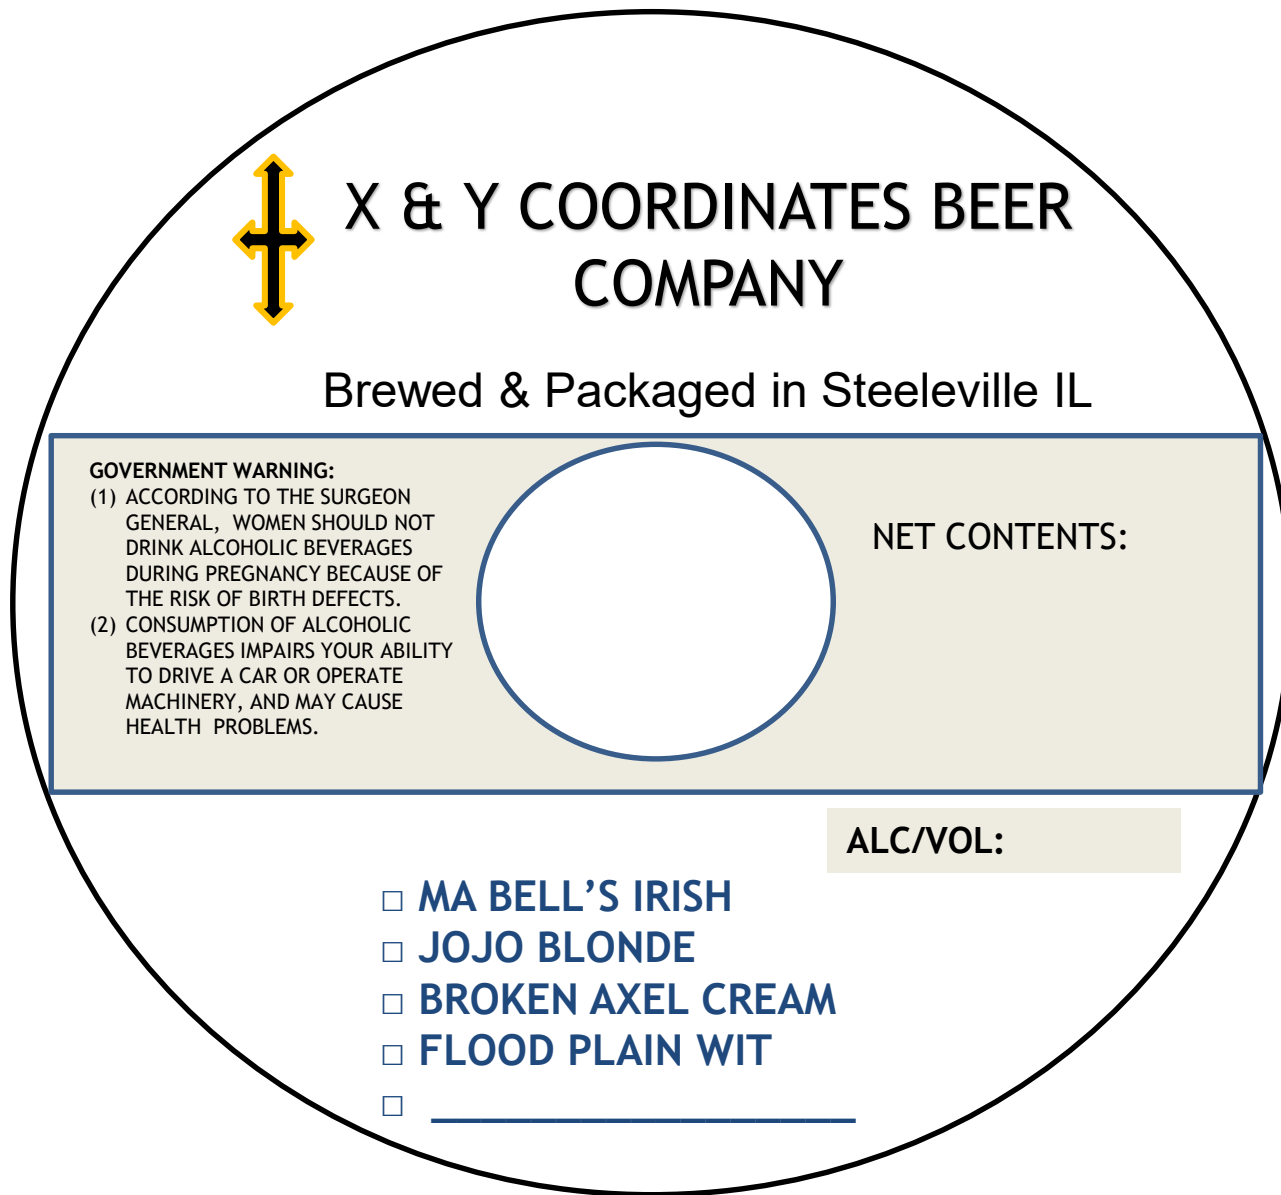 X & Y COORDINATES BEER
COMPANY
Brewed & Packaged in Steeleville IL
GOVERNMENT WARNING:
(1) ACCORDING TO THE SURGEON
GENERAL, WOMEN SHOULD NOT
DRINK ALCOHOLIC BEVERAGES
DURING PREGNANCY BECAUSE OF
THE RISK OF BIRTH DEFECTS.
(2) CONSUMPTION OF ALCOHOLIC
BEVERAGES IMPAIRS YOUR ABILITY
TO DRIVE A CAR OR OPERATE
MACHINERY, AND MAY CAUSE
HEALTH PROBLEMS.
NET CONTENTS:
ALC/VOL:
□ MA BELL’S IRISH
□ JOJO BLONDE
□ BROKEN AXEL CREAM
□ FLOOD PLAIN WIT
□ _________________